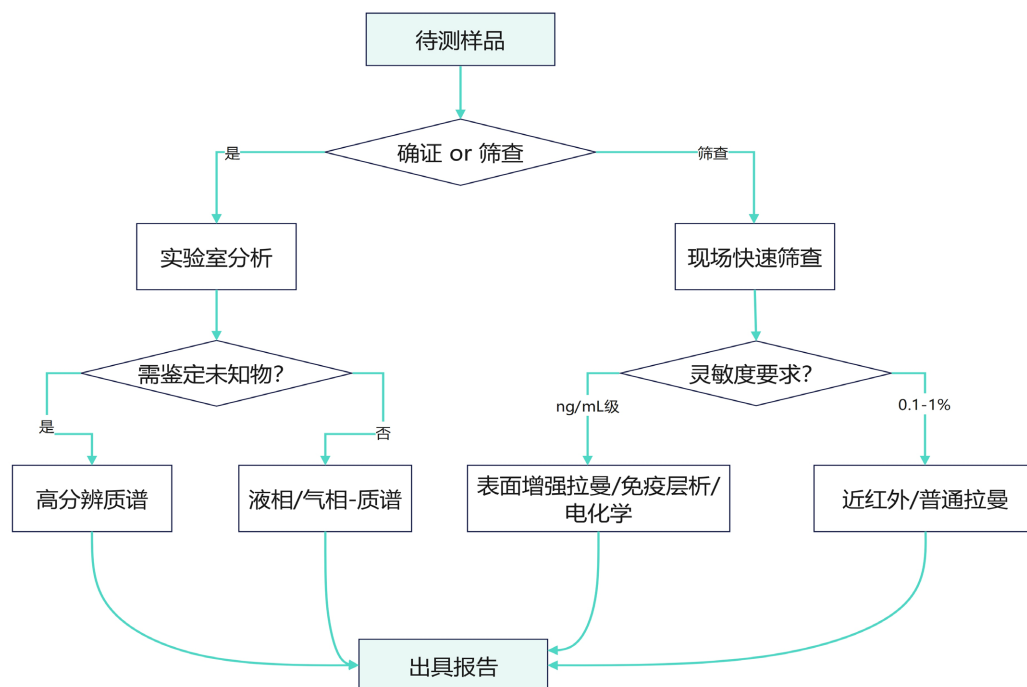 待测样品
确证 or 筛查
是
筛查
实验室分析
现场快速筛查
需鉴定未知物?
灵敏度要求?
是
否
ng/mL级
0.1-1%
高分辨质谱
液相/气相-质谱
表面增强拉曼/免疫层析/
电化学
近红外/普通拉曼
出具报告